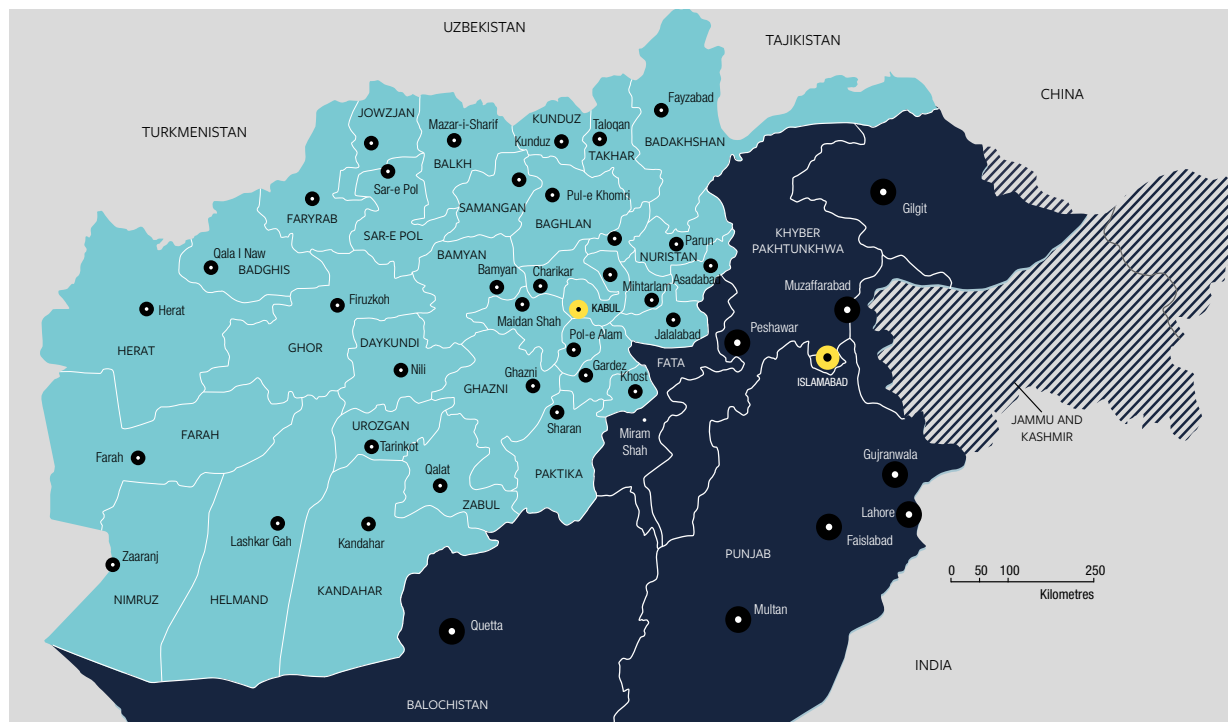 UZBEKISTAN
TAJIKISTAN
CHINA
TURKMENISTAN
JOWZJAN
Mazar-i-Sharif
KUNDUZ
Kunduz
Taloqan
TAKHAR
Fayzabad
BADAKHSHAN
BALKH
Sar-e Pol
SAMANGAN
Pul-e Khomri
BAGHLAN
FARYRAB
SAR-E POL
Gilgit
KHYBER
PAKHTUNKHWA
Parun
NURISTAN
Qala I Naw
BADGHIS
BAMYAN
Bamyan
Charikar
Mihtarlam
Asadabad
Muzaffarabad
Herat
Firuzkoh
Maidan Shah
KABUL
Jalalabad
Peshawar
HERAT
GHOR
DAYKUNDI
Pol-e Alam
FATA
Nili
Ghazni
GHAZNI
Gardez
Khost
ISLAMABAD
JAMMU AND
KASHMIR
FARAH
UROZGAN
Sharan
Miram
Shah
Farah
Tarinkot
Qalat
PAKTIKA
Gujranwala
ZABUL
Lahore
Lashkar Gah
Kandahar
Faislabad
Zaaranj
PUNJAB
NIMRUZ
HELMAND
KANDAHAR
0 50 100 250
Kilometres
Quetta
Multan
INDIA
BALOCHISTAN